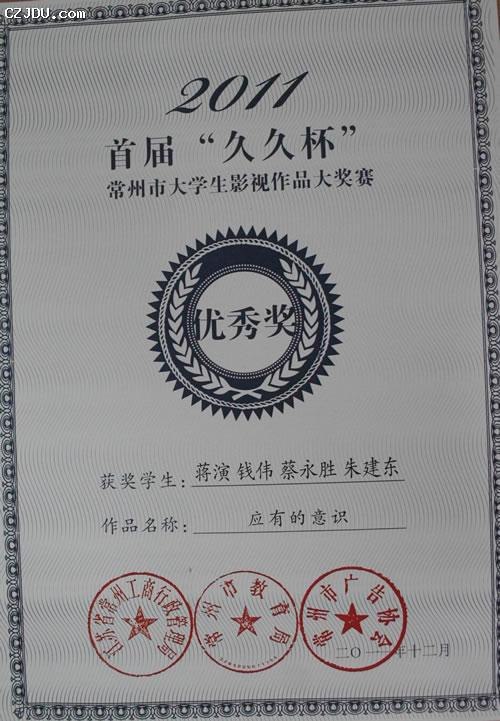 CZJDU.com
2011
首届“久久杯”
常州市大学生影视作品大奖赛
优秀奖
获奖学生:蒋演 钱伟 蔡永胜 朱建东
作品名称:应有的意识
江苏省常州工商行政管理局
常州市教育局
常州市广告协会
二〇一一年十二月